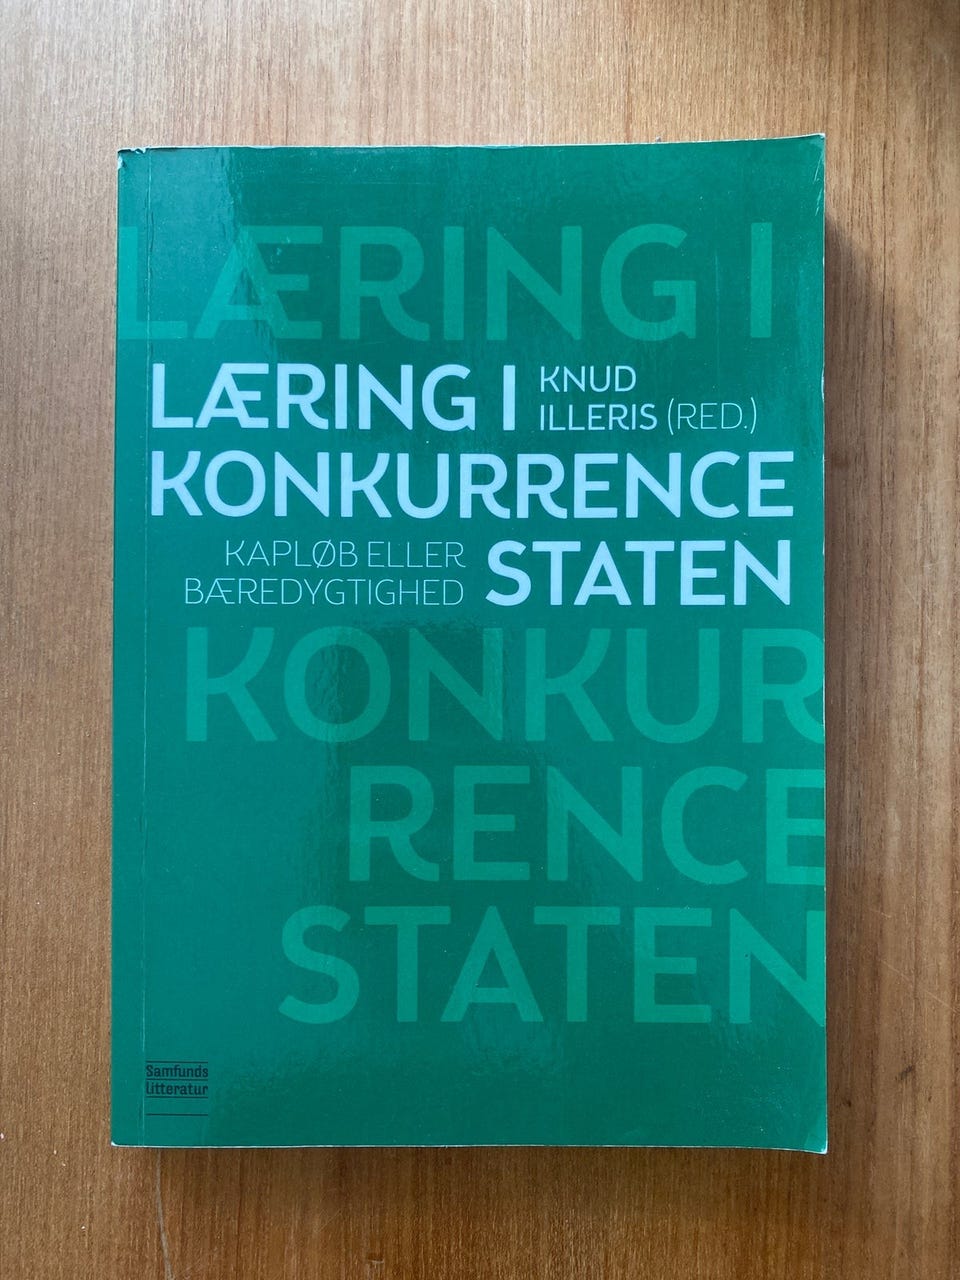 LÆRING I
LÆRING I
KNUD
ILLERIS (RED.)
KONKURRENCE
KAPLØB ELLER
BÆREDYGTIGHED
STATEN
KONKUR
RENCE
STATEN
Samfunds
litteratur